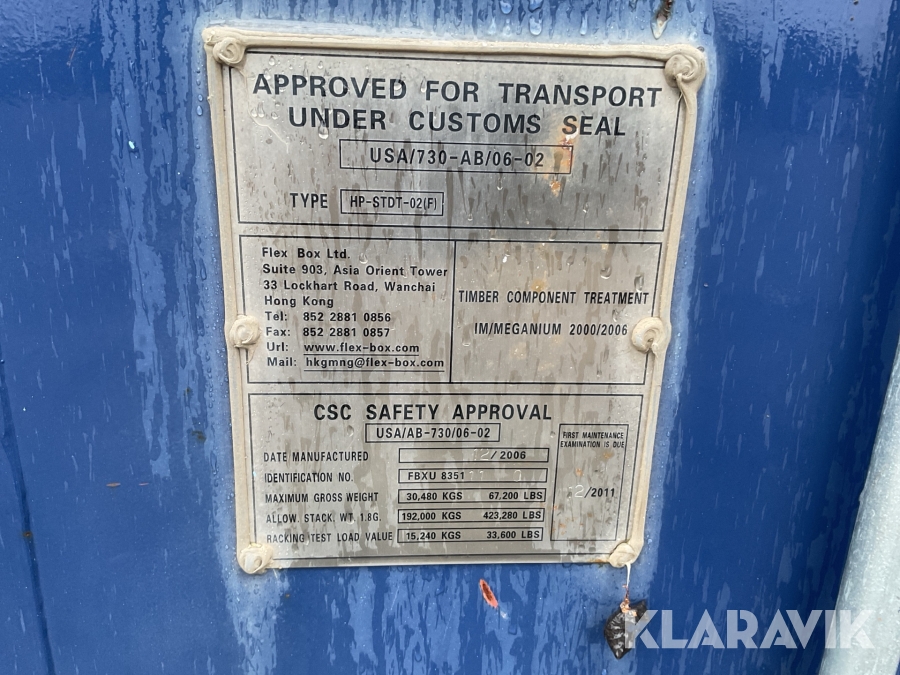 APPROVED FOR TRANSPORT
UNDER CUSTOMS SEAL
USA/730-AB/06-02
TYPE HP-STDT-02(F)
Flex Box Ltd.
Suite 903, Asia Orient Tower
33 Lockhart Road, Wanchai
Hong Kong
Tel: 852 2881 0856
Fax: 852 2881 0857
Url: www.flex-box.com
Mail: hkgmng@flex-box.com
TIMBER COMPONENT TREATMENT
IM/MEGANIUM 2000/2006
CSC SAFETY APPROVAL
USA/AB-730/06-02
DATE MANUFACTURED 12/2006
IDENTIFICATION NO. FBXU 8351
MAXIMUM GROSS WEIGHT 30,480 KGS 67,200 LBS
ALLOW. STACK. WT. 1.8G. 192,000 KGS 423,280 LBS
RACKING TEST LOAD VALUE 15,240 KGS 33,600 LBS
FIRST MAINTENANCE
EXAMINATION IS DUE
12/2011
KLARAVIK